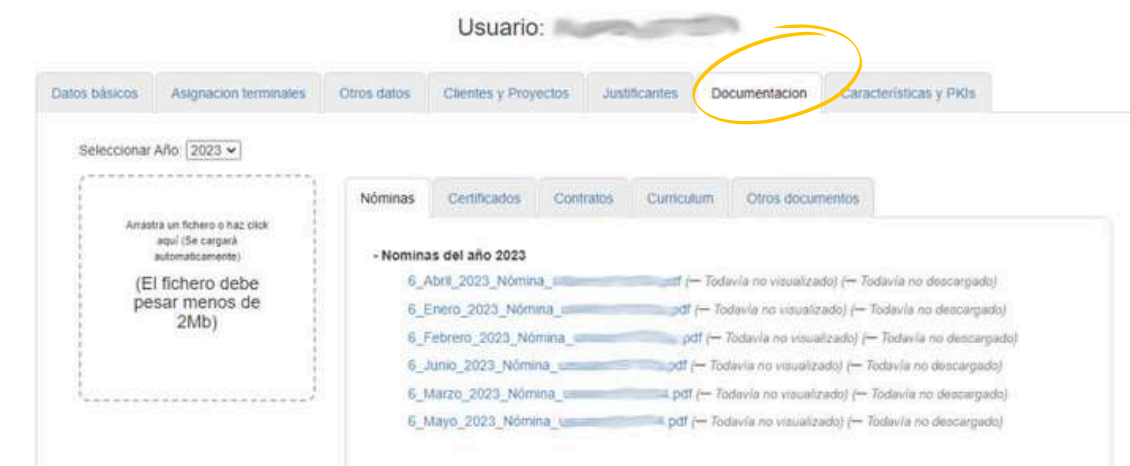 Usuario:
Datos básicos Asignacion terminales Otros datos Clientes y Proyectos Justificantes Documentacion Características y PKIs
Seleccionar Año: 2023
Arrastra un fichero o haz click
aquí (Se cargará
automaticamente)
(El fichero debe
pesar menos de
2Mb)
Nóminas Certificados Contratos Curriculum Otros documentos
- Nominas del año 2023
6_Abril_2023_Nómina_ (— Todavía no visualizado) (— Todavía no descargado)
6_Enero_2023_Nómina_ .pdf (— Todavía no visualizado) (— Todavía no descargado)
6_Febrero_2023_Nómina_ .pdf (— Todavía no visualizado) (— Todavía no descargado)
6_Junio_2023_Nómina_ .pdf (— Todavía no visualizado) (— Todavía no descargado)
6_Marzo_2023_Nómina_ .pdf (— Todavía no visualizado) (— Todavía no descargado)
6_Mayo_2023_Nómina_ .pdf (— Todavía no visualizado) (— Todavía no descargado)